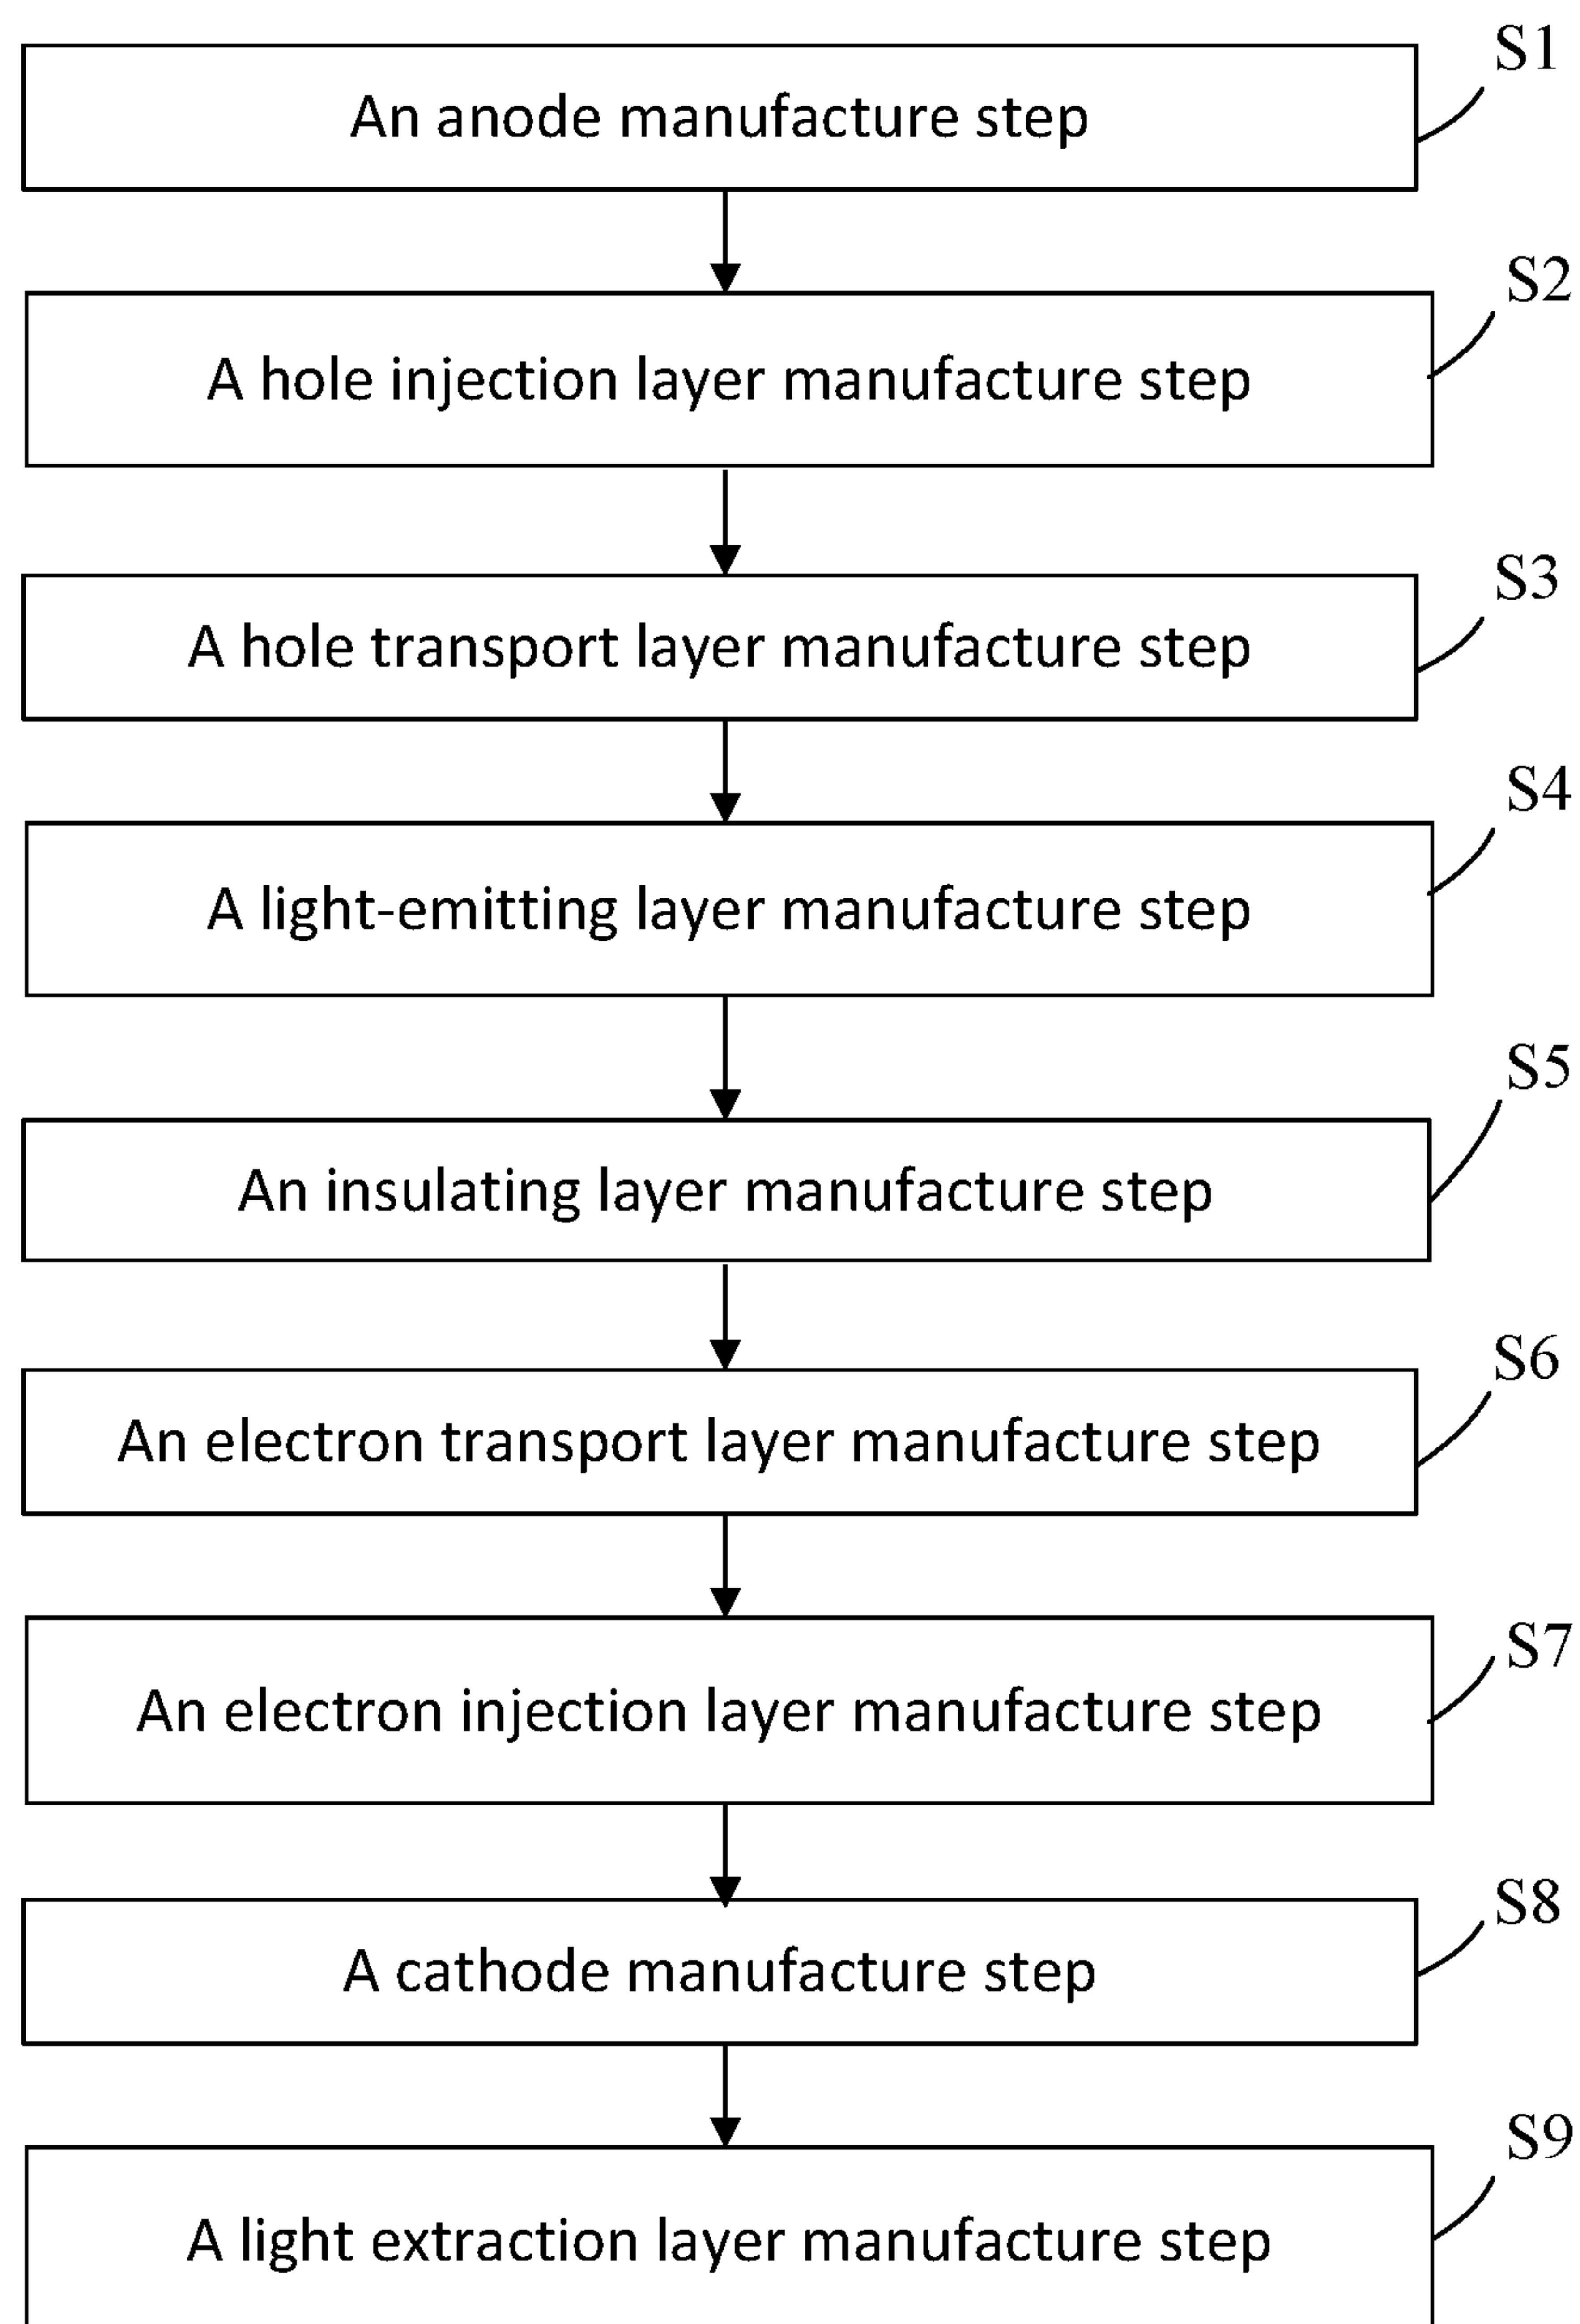 S1
An anode manufacture step
S2
A hole injection layer manufacture step
S3
A hole transport layer manufacture step
S4
A light-emitting layer manufacture step
S5
An insulating layer manufacture step
S6
An electron transport layer manufacture step
S7
An electron injection layer manufacture step
S8
A cathode manufacture step
S9
A light extraction layer manufacture step